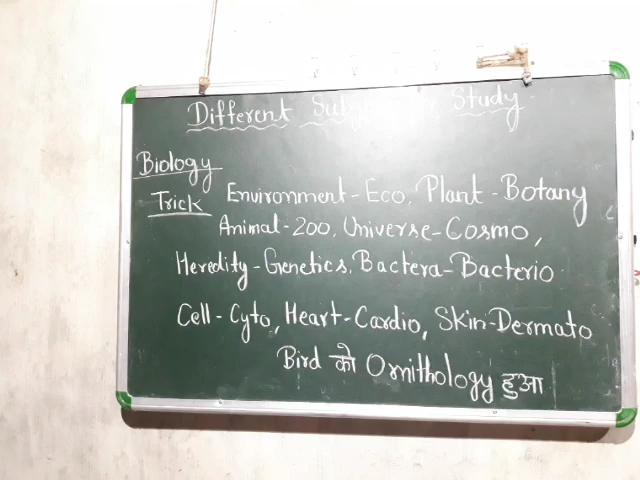 Different Study
Biology
Trick Environment-Eco, Plant-Botany
Animal-Zoo, Universe-Cosmo,
Heredity-Genetics, Bactera-Bacterio
Cell-Cyto, Heart-Cardio, Skin-Dermato
Bird को Ornithology हुआ